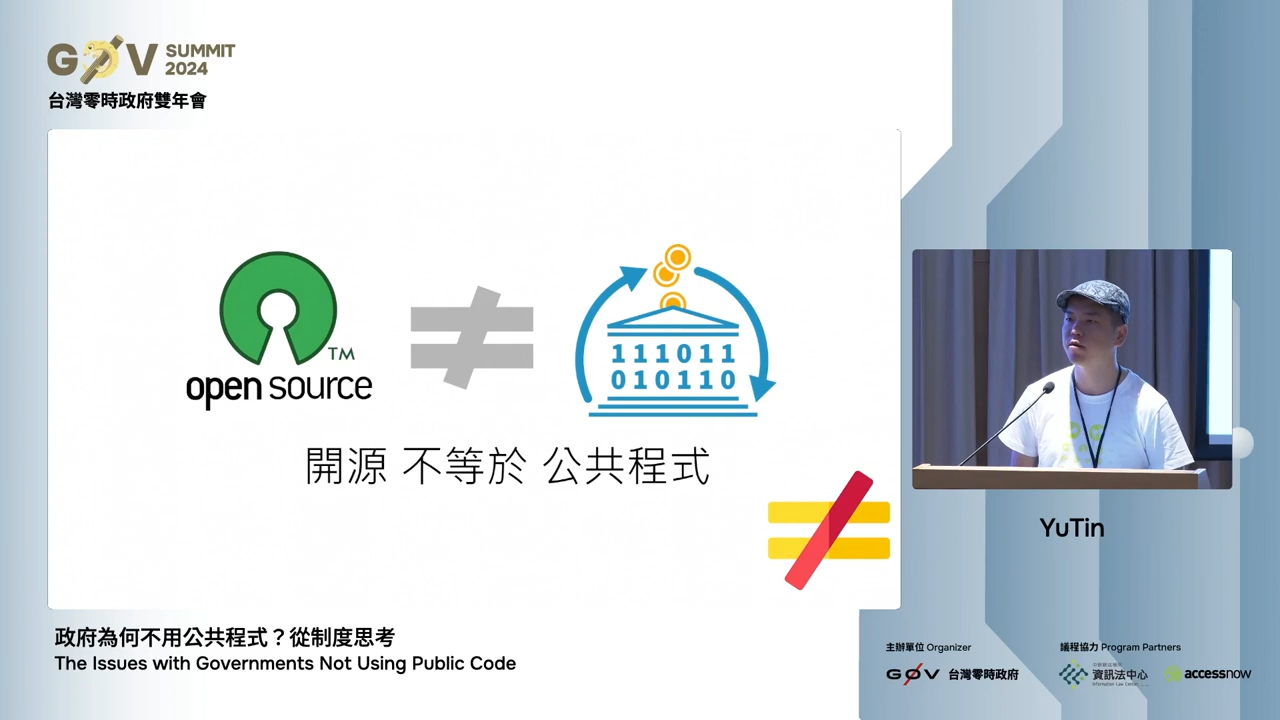 G0V SUMMIT 2024
台灣零時政府雙年會
TM
open source
111011
010110
開源 不等於 公共程式
YuTin
政府為何不用公共程式？從制度思考
The Issues with Governments Not Using Public Code
主辦單位 Organizer
G0V 台灣零時政府
議程協力 Program Partners
資訊法中心
Information Law Center
accessnow